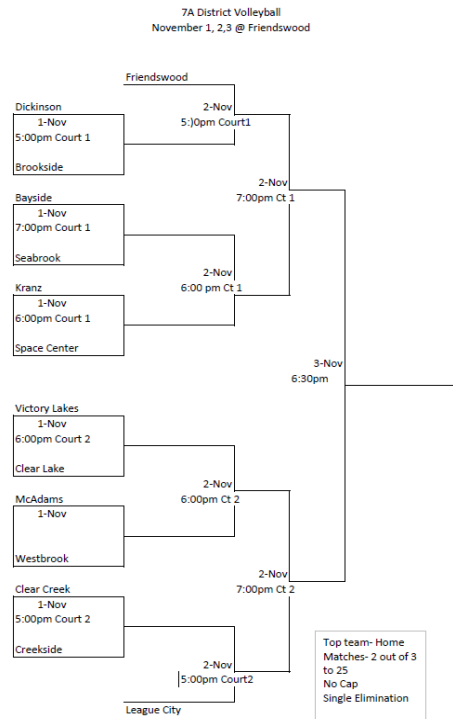 7A District Volleyball
November 1, 2,3 @ Friendswood
Friendswood
2-Nov
5:)0pm Court1
Dickinson
1-Nov
5:00pm Court 1
Brookside
2-Nov
7:00pm Ct 1
Bayside
1-Nov
7:00pm Court 1
Seabrook
2-Nov
6:00 pm Ct 1
Kranz
1-Nov
6:00pm Court 1
Space Center
3-Nov
6:30pm
Victory Lakes
1-Nov
6:00pm Court 2
Clear Lake
2-Nov
6:00pm Ct 2
McAdams
1-Nov
Westbrook
2-Nov
7:00pm Ct 2
Clear Creek
1-Nov
5:00pm Court 2
Creekside
2-Nov
5:00pm Court2
League City
Top team- Home
Matches- 2 out of 3
to 25
No Cap
Single Elimination